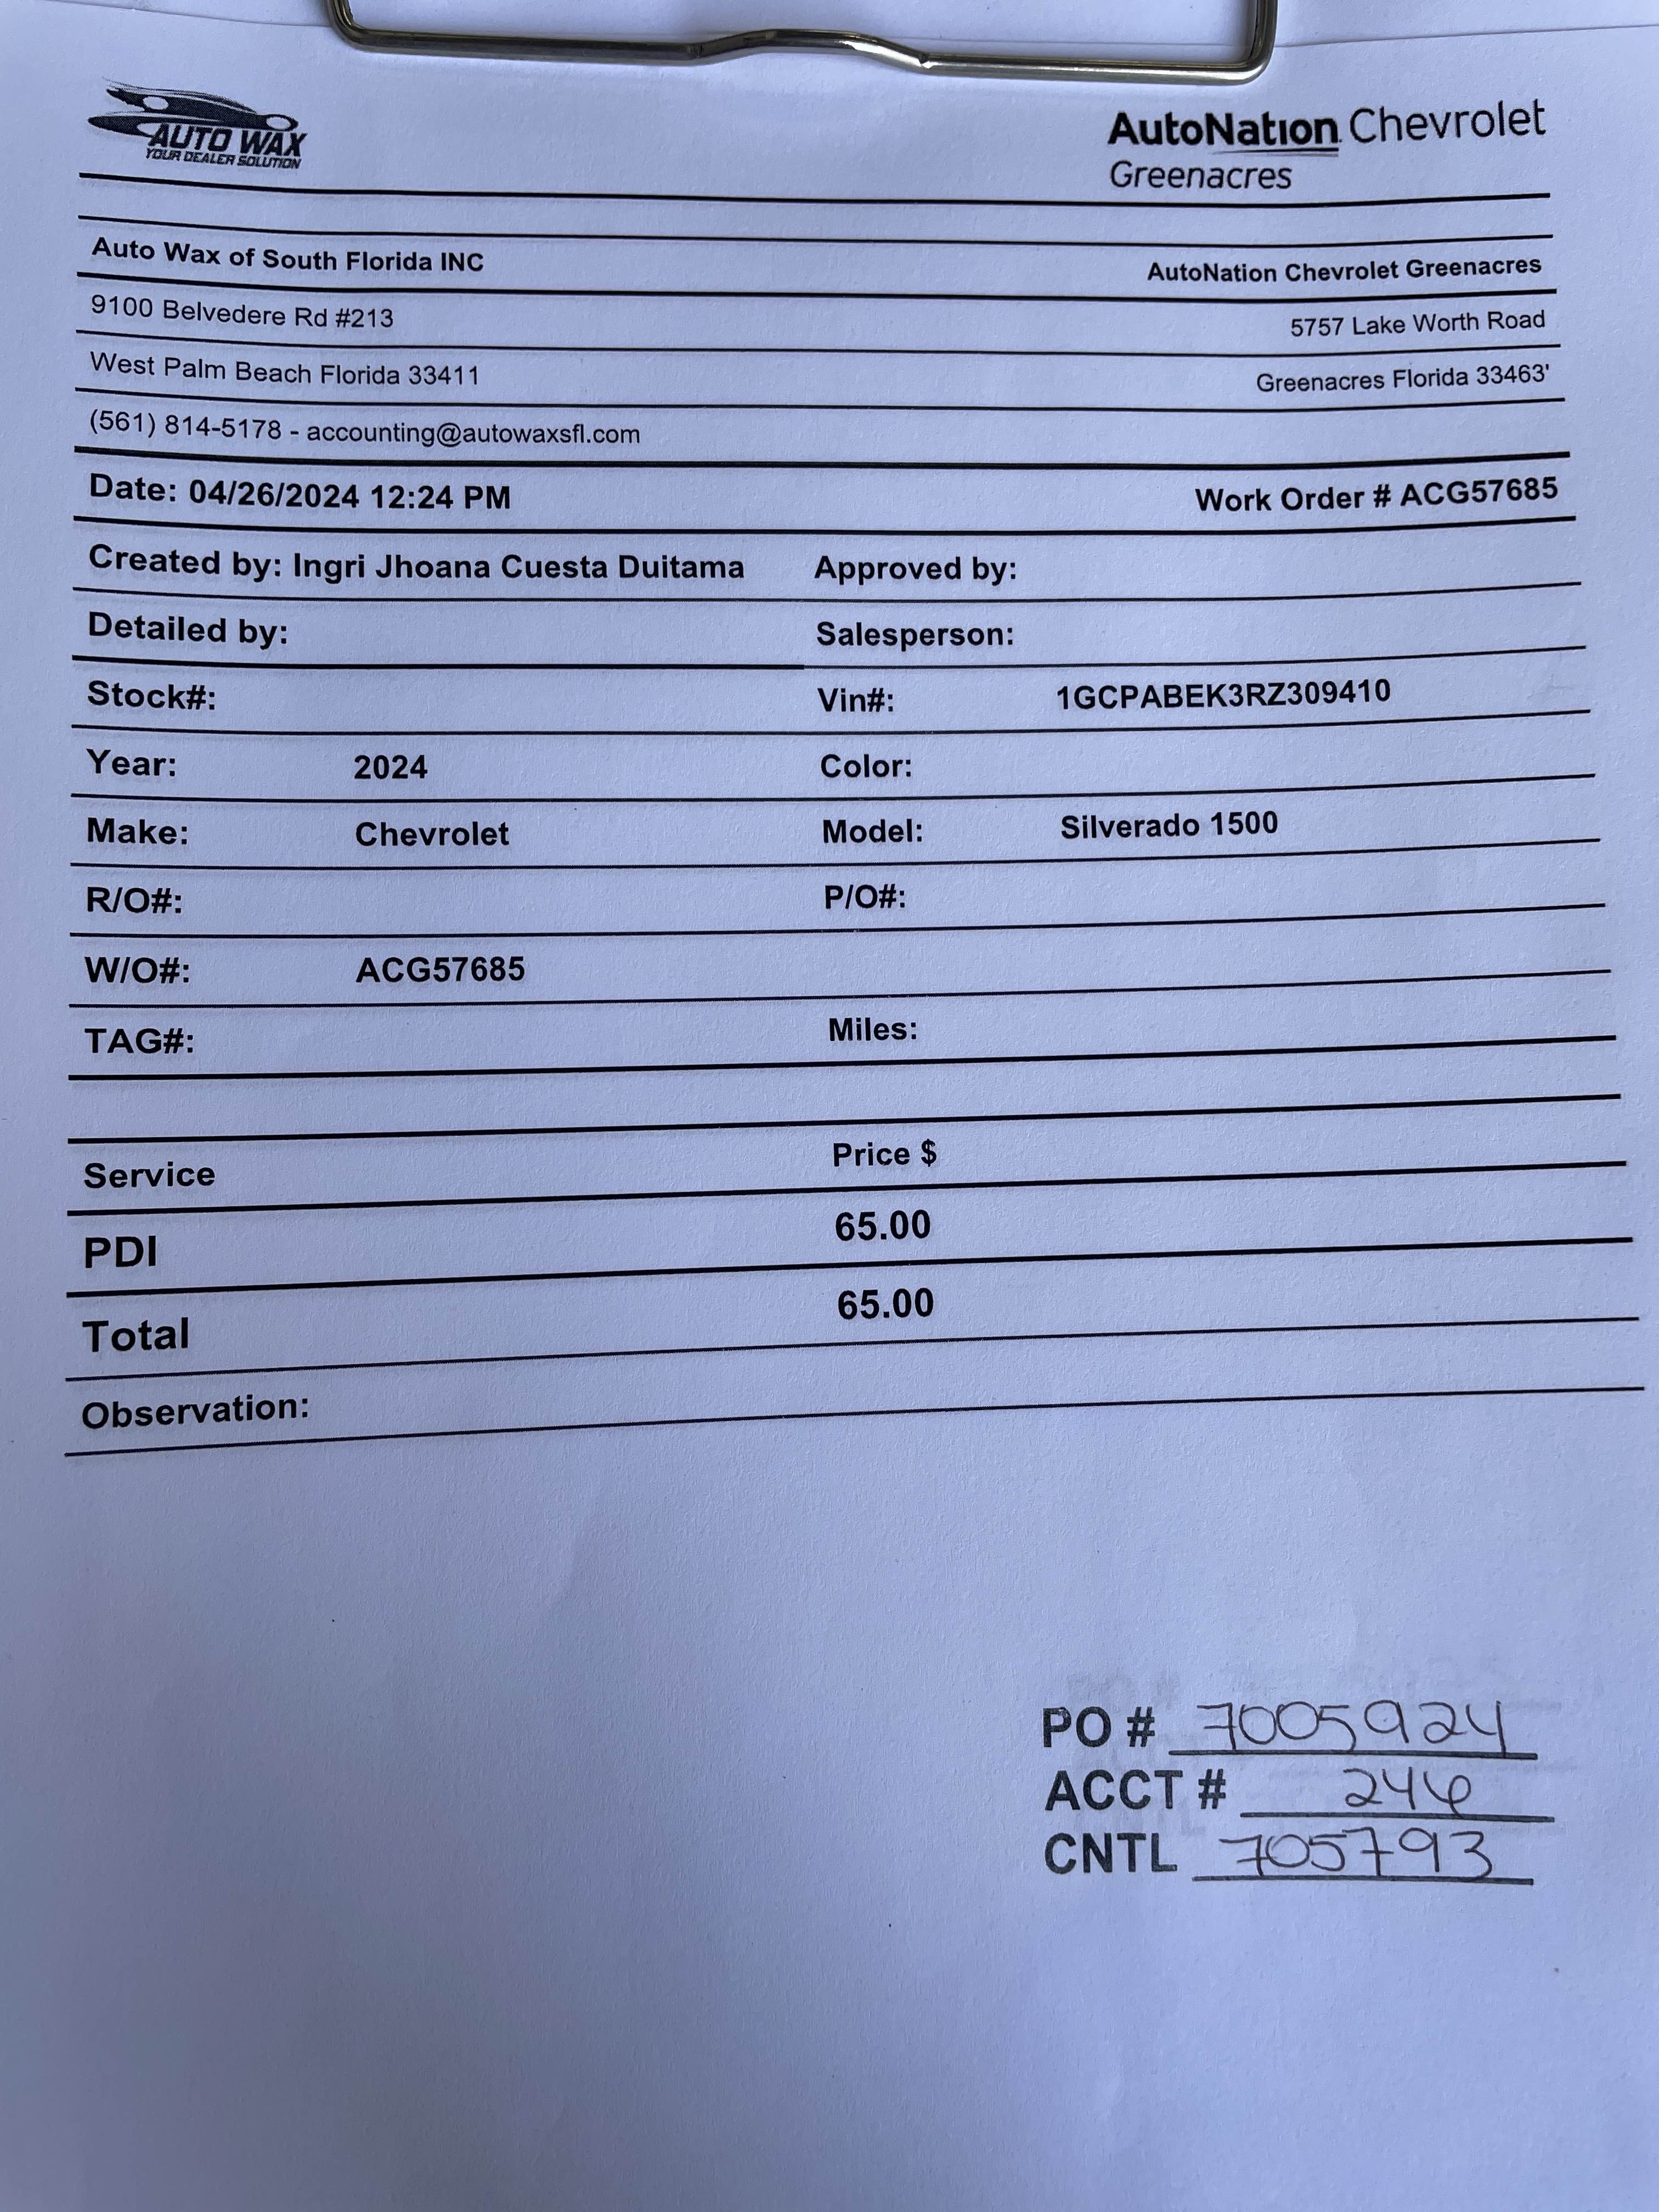 AUTO WAX
YOUR DEALER SOLUTION
AutoNation Chevrolet
Greenacres
Auto Wax of South Florida INC
AutoNation Chevrolet Greenacres
9100 Belvedere Rd #213
5757 Lake Worth Road
West Palm Beach Florida 33411
Greenacres Florida 33463'
(561) 814-5178 - accounting@autowaxsfl.com
Date: 04/26/2024 12:24 PM
Work Order # ACG57685
Created by: Ingri Jhoana Cuesta Duitama
Approved by:
Detailed by:
Salesperson:
Stock#:
Vin#: 1GCPABEK3RZ309410
Year: 2024
Color:
Make: Chevrolet
Model: Silverado 1500
R/O#:
P/O#:
W/O#: ACG57685
TAG#:
Miles:
Service
Price $
PDI
65.00
Total
65.00
Observation:
PO # 7005924
ACCT # 246
CNTL 705793